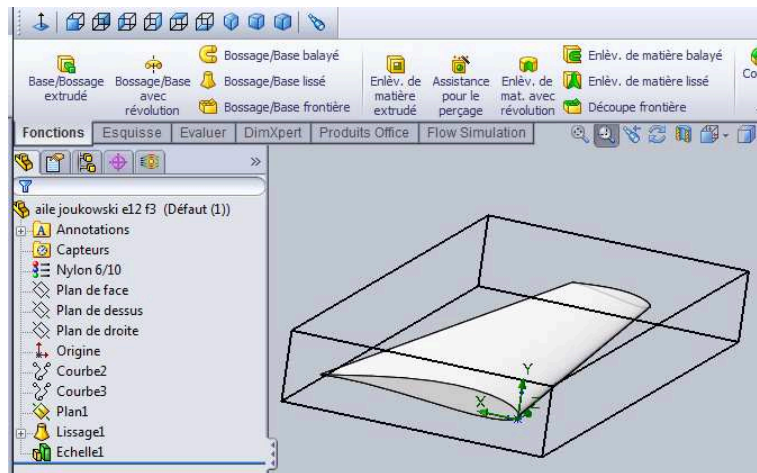 Base/Bossage extrudé
Bossage/Base avec révolution
Bossage/Base balayé
Bossage/Base lissé
Bossage/Base frontière
Enlèv. de matière extrudé
Assistance pour le perçage
Enlèv. de mat. avec révolution
Enlèv. de matière balayé
Enlèv. de matière lissé
Découpe frontière
Co
Fonctions Esquisse Evaluer DimXpert Produits Office Flow Simulation
aile joukowski e12 f3 (Défaut (1))
Annotations
Capteurs
Nylon 6/10
Plan de face
Plan de dessus
Plan de droite
Origine
Courbe2
Courbe3
Plan1
Lissage1
Echelle1
Y
X
Z